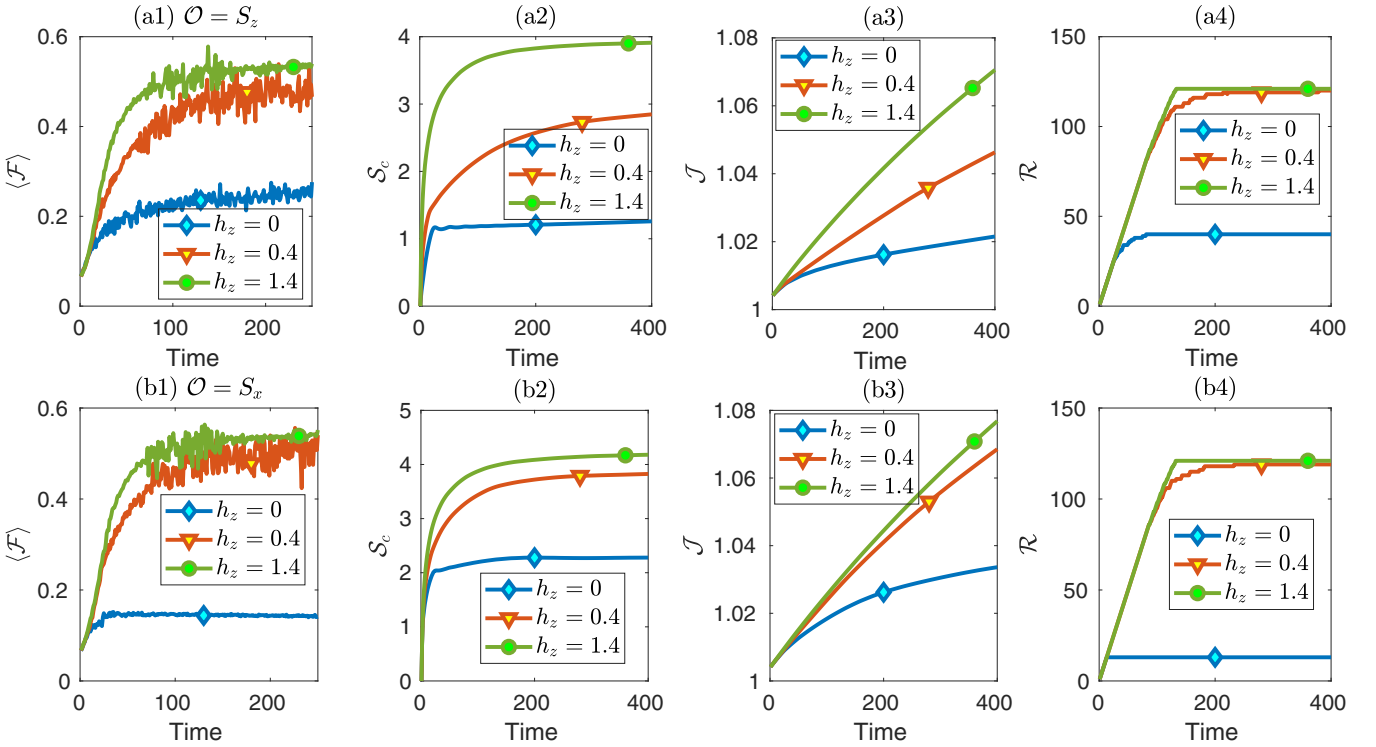 (a1) 𝒪 = S_z
(a2)
(a3)
(a4)
0.6
0.4
0.2
0
⟨ℱ⟩
0 100 200
Time
h_z = 0
h_z = 0.4
h_z = 1.4
4
3
2
1
0
𝒮_c
0 200 400
Time
h_z = 0
h_z = 0.4
h_z = 1.4
1.08
1.06
1.04
1.02
1
𝒥
0 200 400
Time
h_z = 0
h_z = 0.4
h_z = 1.4
150
100
50
0
ℛ
0 200 400
Time
h_z = 0
h_z = 0.4
h_z = 1.4
(b1) 𝒪 = S_x
(b2)
(b3)
(b4)
0.6
0.4
0.2
0
⟨ℱ⟩
0 100 200
Time
h_z = 0
h_z = 0.4
h_z = 1.4
5
4
3
2
1
0
𝒮_c
0 200 400
Time
h_z = 0
h_z = 0.4
h_z = 1.4
1.08
1.06
1.04
1.02
1
𝒥
0 200 400
Time
h_z = 0
h_z = 0.4
h_z = 1.4
150
100
50
0
ℛ
0 200 400
Time
h_z = 0
h_z = 0.4
h_z = 1.4